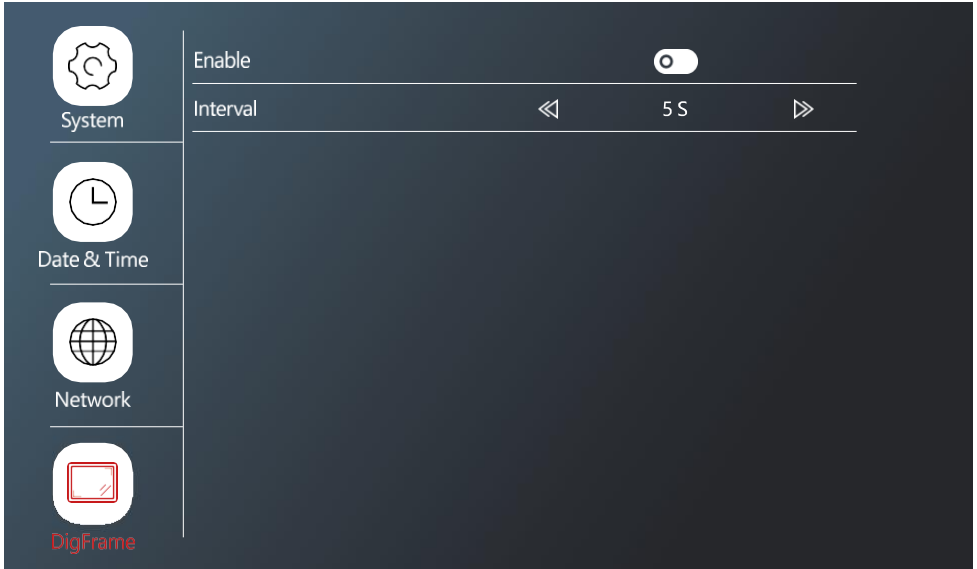 System
Date & Time
Network
DigFrame
Enable
Interval
5 S